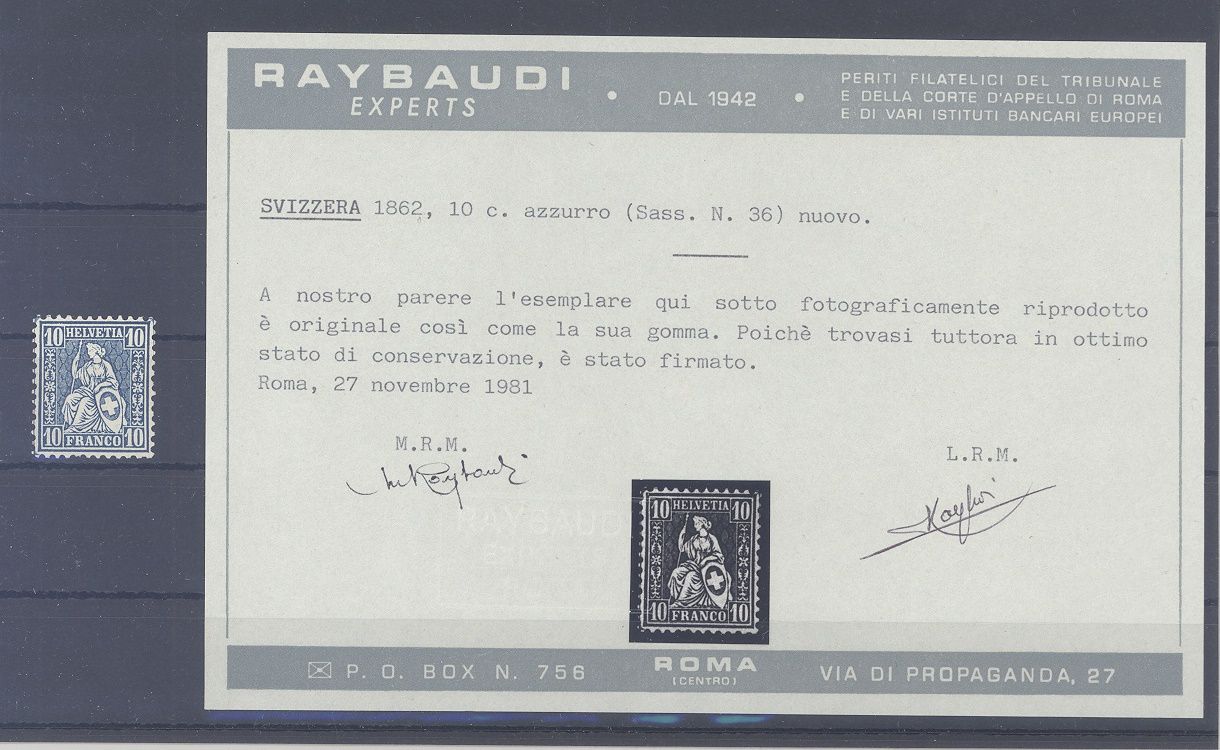 RAYBAUDI
EXPERTS
• DAL 1942 •
PERITI FILATELICI DEL TRIBUNALE
E DELLA CORTE D'APPELLO DI ROMA
E DI VARI ISTITUTI BANCARI EUROPEI
SVIZZERA 1862, 10 c. azzurro (Sass. N. 36) nuovo.
A nostro parere l'esemplare qui sotto fotograficamente riprodotto
è originale così come la sua gomma. Poichè trovasi tuttora in ottimo
stato di conservazione, è stato firmato.
Roma, 27 novembre 1981
10 HELVETIA 10
10 FRANCO 10
M.R.M.
L.R.M.
RAYBAUD
10 HELVETIA 10
10 FRANCO 10
P. O. BOX N. 756
ROMA
(CENTRO)
VIA DI PROPAGANDA, 27